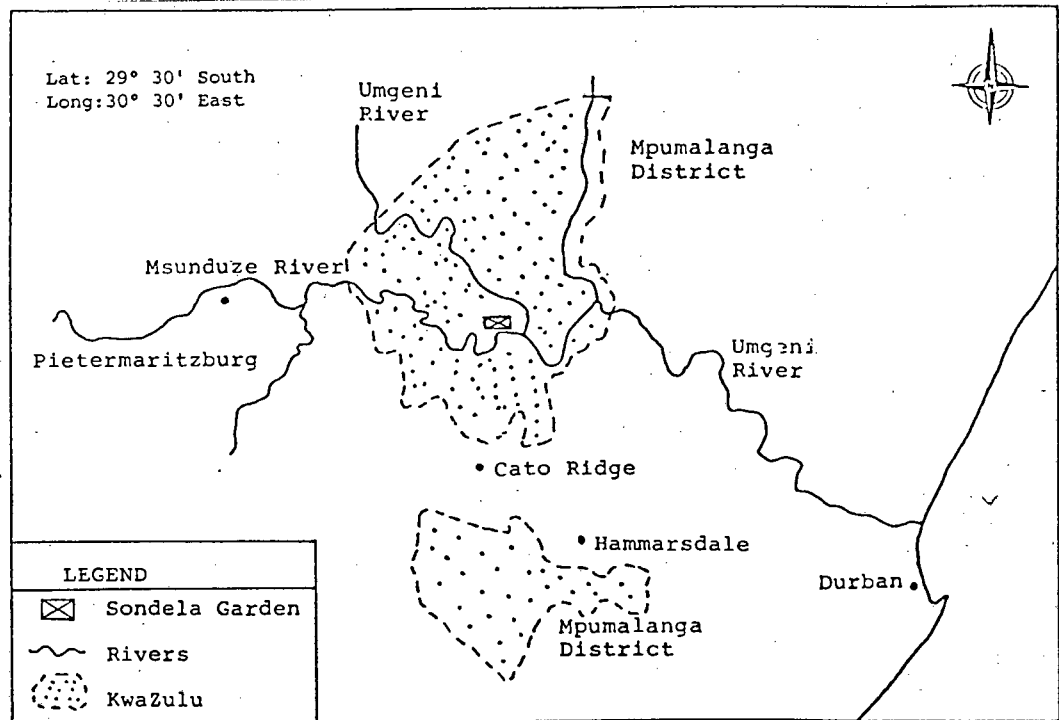 Lat: 29° 30' South
Long:30° 30' East
Umgeni
River
Mpumalanga
District
Msunduze River
Pietermaritzburg
Umgeni
River
Cato Ridge
Hammarsdale
Durban
Mpumalanga
District
LEGEND
Sondela Garden
Rivers
KwaZulu